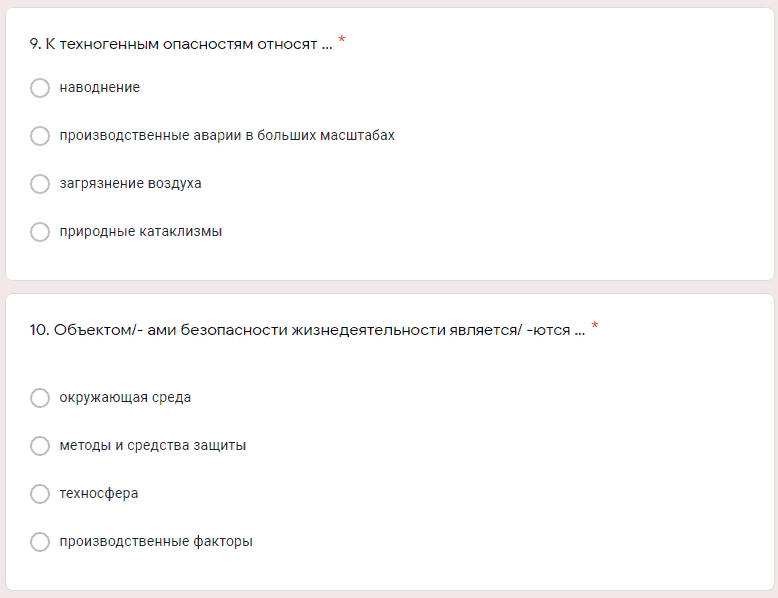 9. К техногенным опасностям относят ... *
наводнение
производственные аварии в больших масштабах
загрязнение воздуха
природные катаклизмы
10. Объектом/- ами безопасности жизнедеятельности является/ -ются ... *
окружающая среда
методы и средства защиты
техносфера
производственные факторы